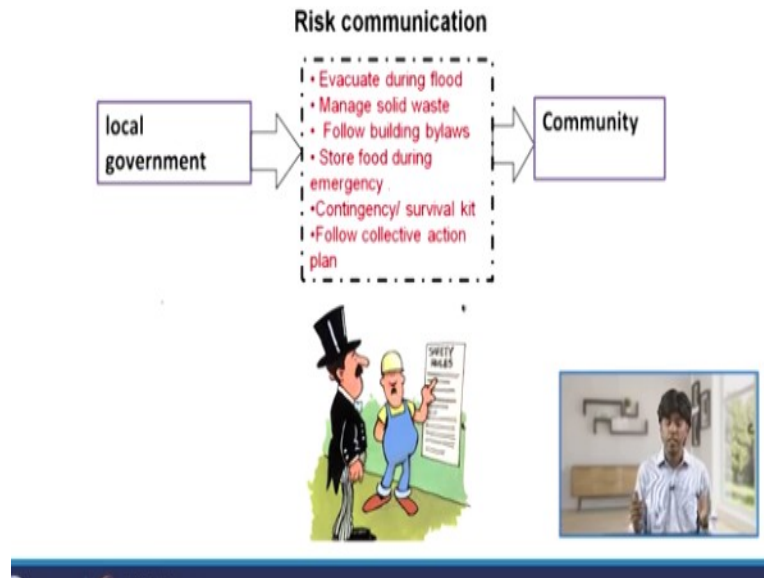 Risk communication
local
government
• Evacuate during flood
• Manage solid waste
• Follow building bylaws
• Store food during
emergency .
•Contingency/ survival kit
•Follow collective action
plan
Community
SAFETY
RULES